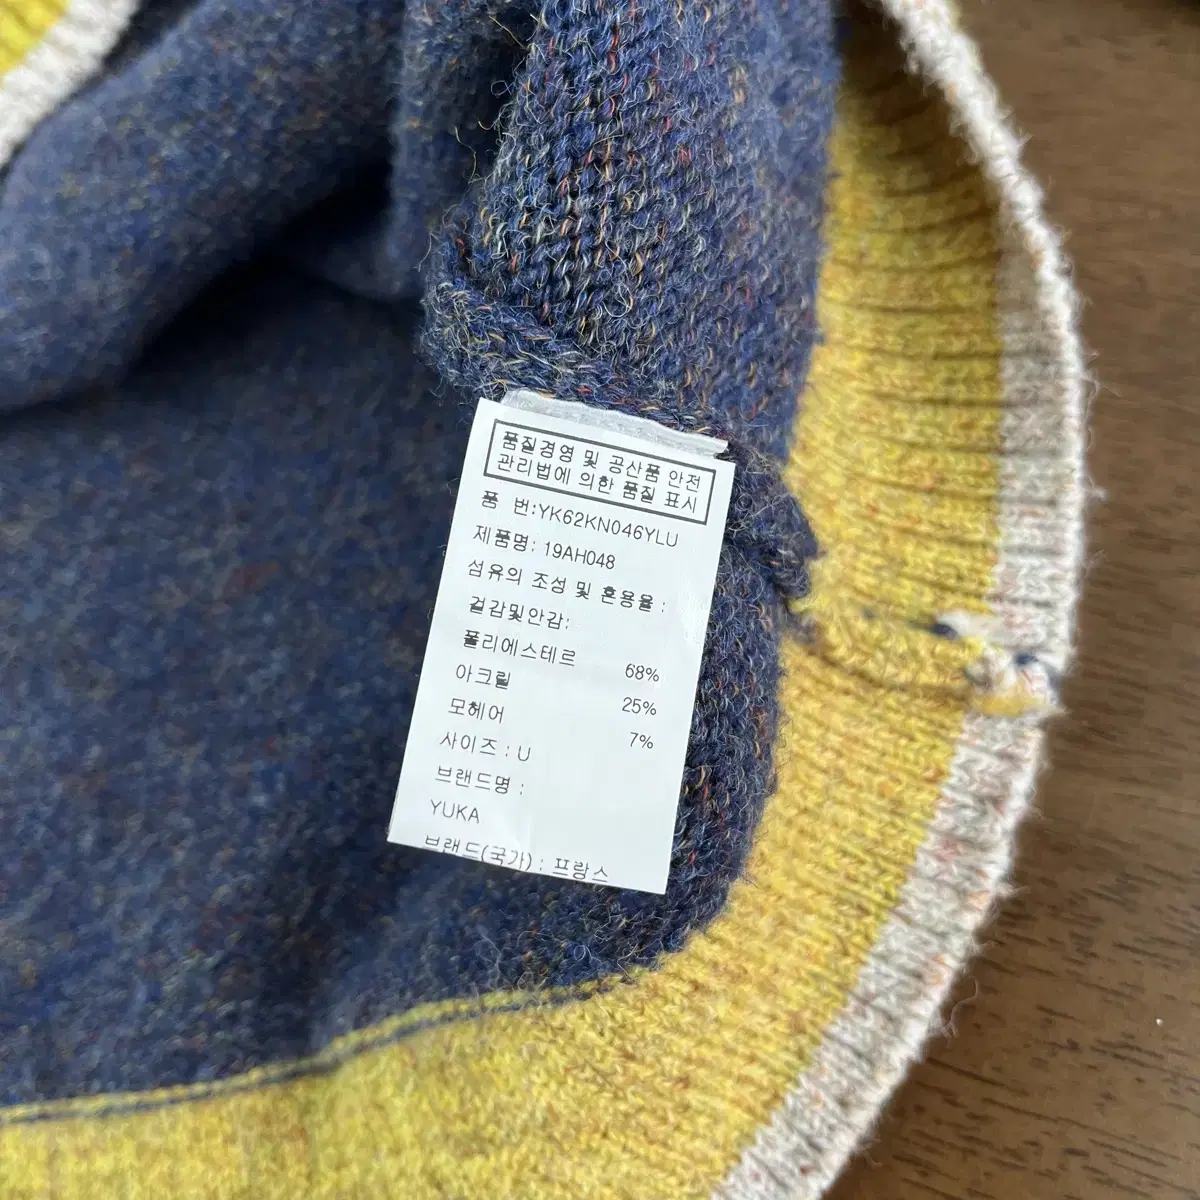 품질경영 및 공산품 안전
관리법에 의한 품질 표시
품 번:YK62KN046YLU
제품명: 19AH048
섬유의 조성 및 혼용율 :
겉감및안감:
폴리에스테르 68%
아크릴 25%
모헤어 7%
사이즈 : U
브랜드명 :
YUKA
브랜드(국가) : 프랑스